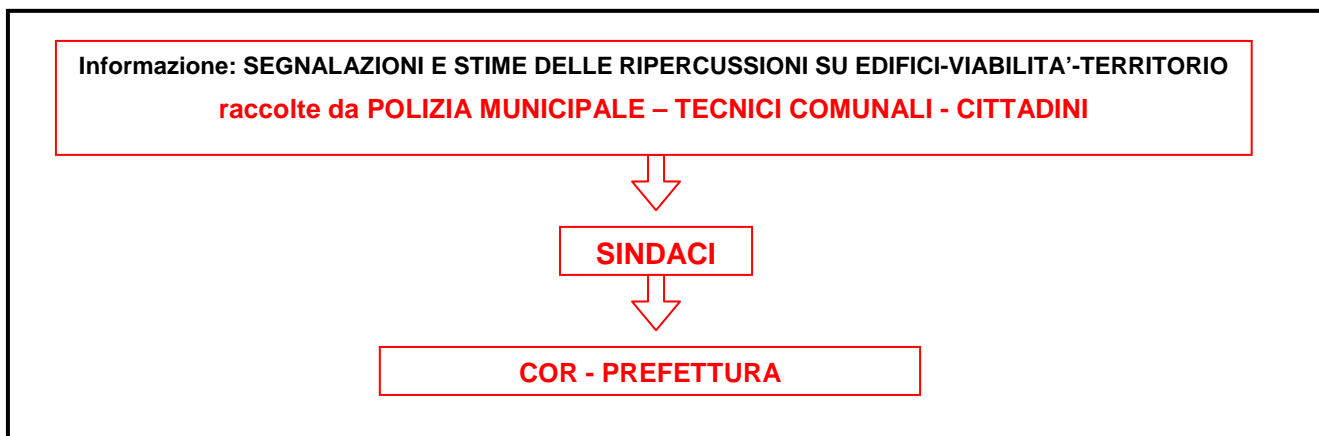 Informazione: SEGNALAZIONI E STIME DELLE RIPERCUSSIONI SU EDIFICI-VIABILITA’-TERRITORIO
raccolte da POLIZIA MUNICIPALE – TECNICI COMUNALI - CITTADINI
SINDACI
COR - PREFETTURA